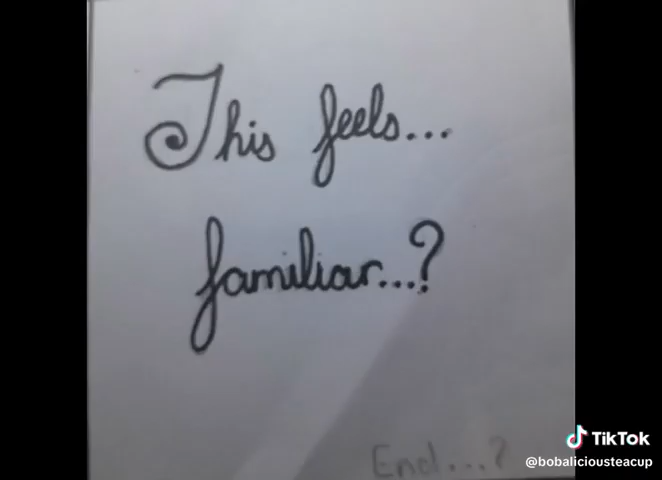 This feels...
familiar...?
End...?
TikTok
@bobaliciousteacup